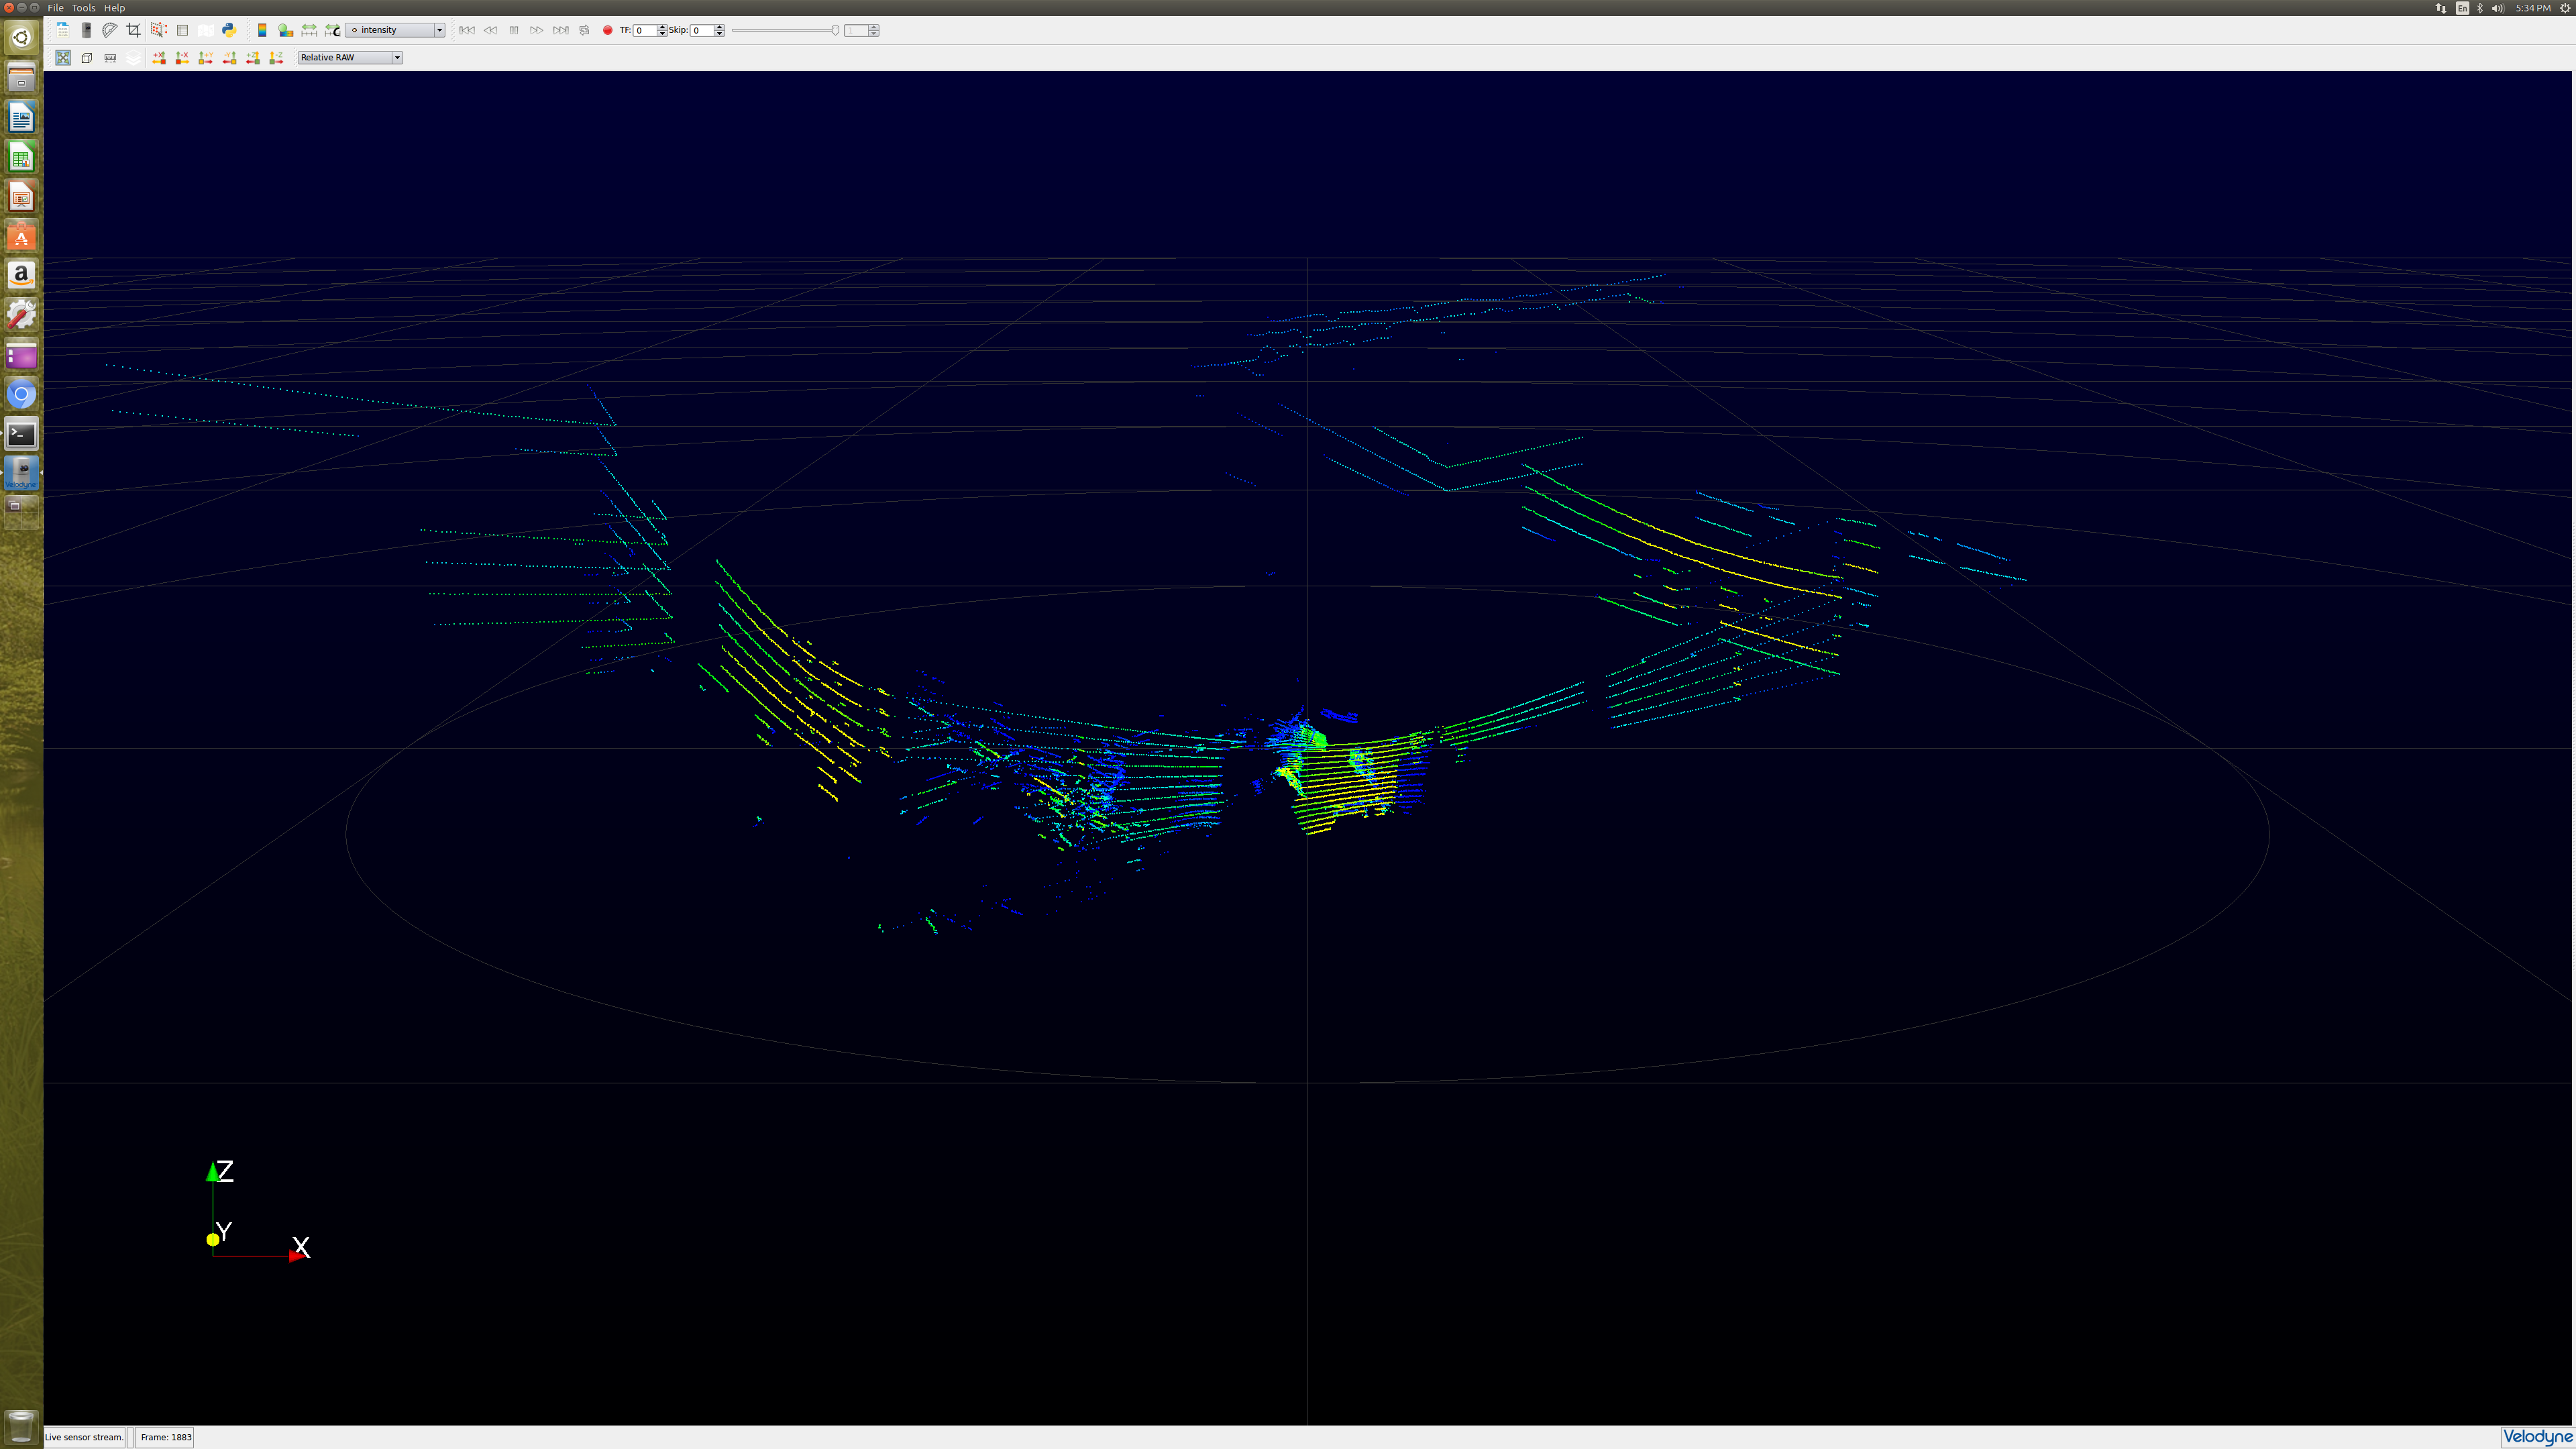 File Tools Help
En 5:34 PM
intensity
TF: 0 Skip: 0 1
Relative RAW
a
Velodyne
Z
Y
X
Live sensor stream. Frame: 1883
Velodyne